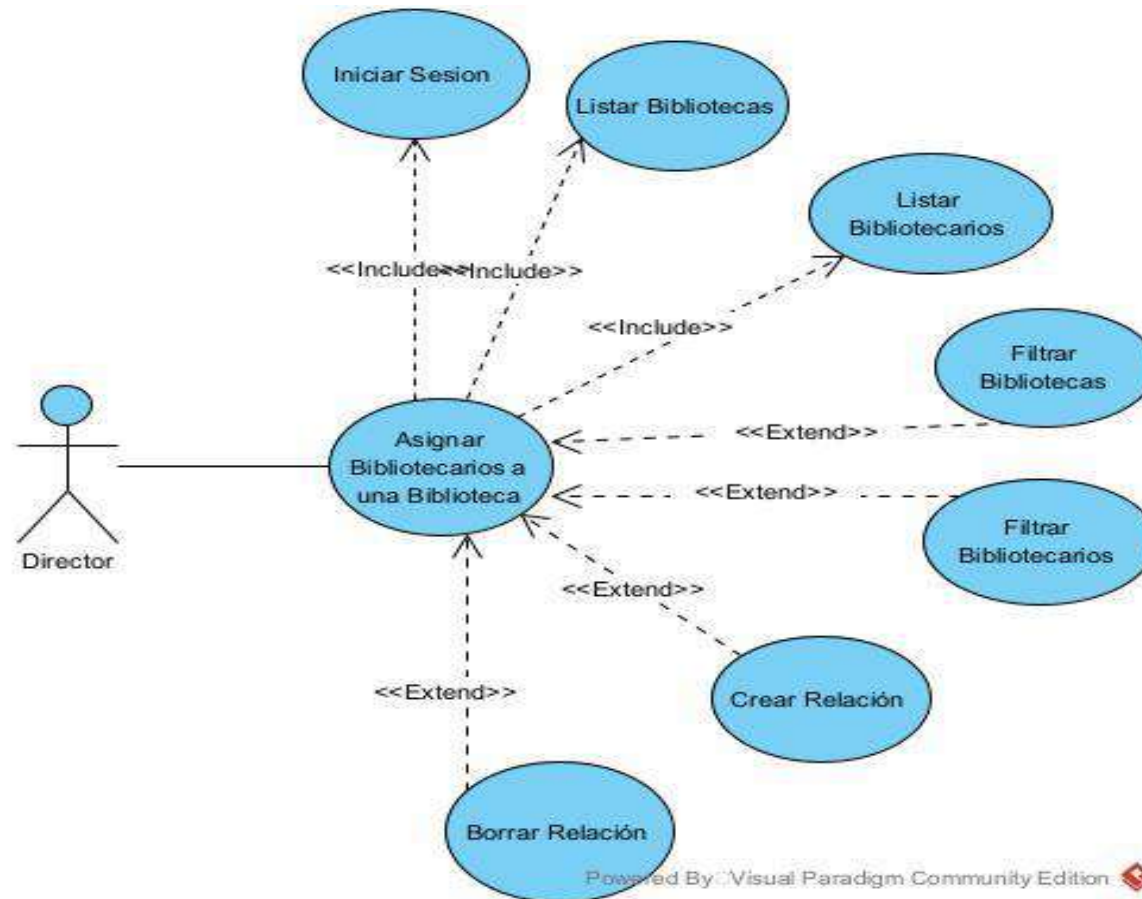 Iniciar Sesion
Listar Bibliotecas
Listar
Bibliotecarios
<<Include>>
<<Include>>
<<Include>>
Filtrar
Bibliotecas
<<Extend>>
Asignar
Bibliotecarios a
una Biblioteca
<<Extend>>
Filtrar
Bibliotecarios
Director
<<Extend>>
<<Extend>>
Crear Relación
Borrar Relación
Powered By Visual Paradigm Community Edition